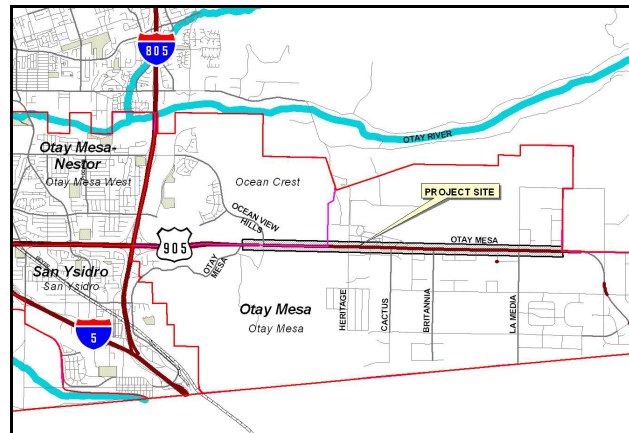 805
OTAY RIVER
Otay Mesa-
Nestor
Otay Mesa West
Ocean Crest
PROJECT SITE
OCEAN VIEW
HILLS
905
OTAY MESA
OTAY
MESA
San Ysidro
San Ysidro
Otay Mesa
Otay Mesa
HERITAGE
CACTUS
BRITANNIA
LA MEDIA
5